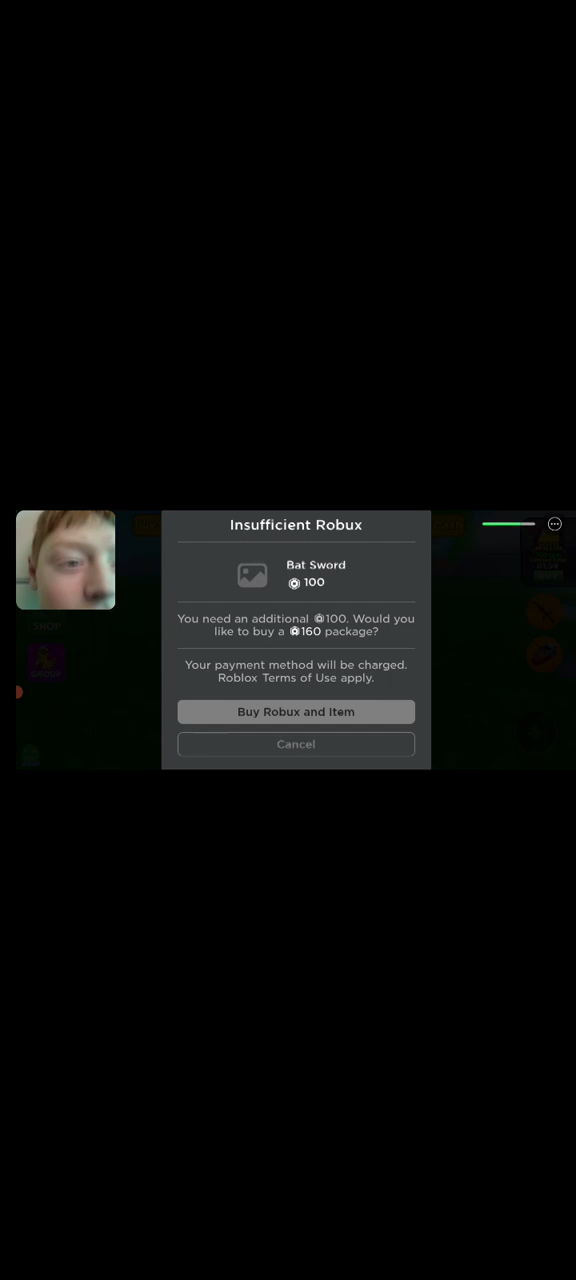 Insufficient Robux
Bat Sword
100
You need an additional 100. Would you
like to buy a 160 package?
Your payment method will be charged.
Roblox Terms of Use apply.
Buy Robux and Item
Cancel
SHOP
GROUP